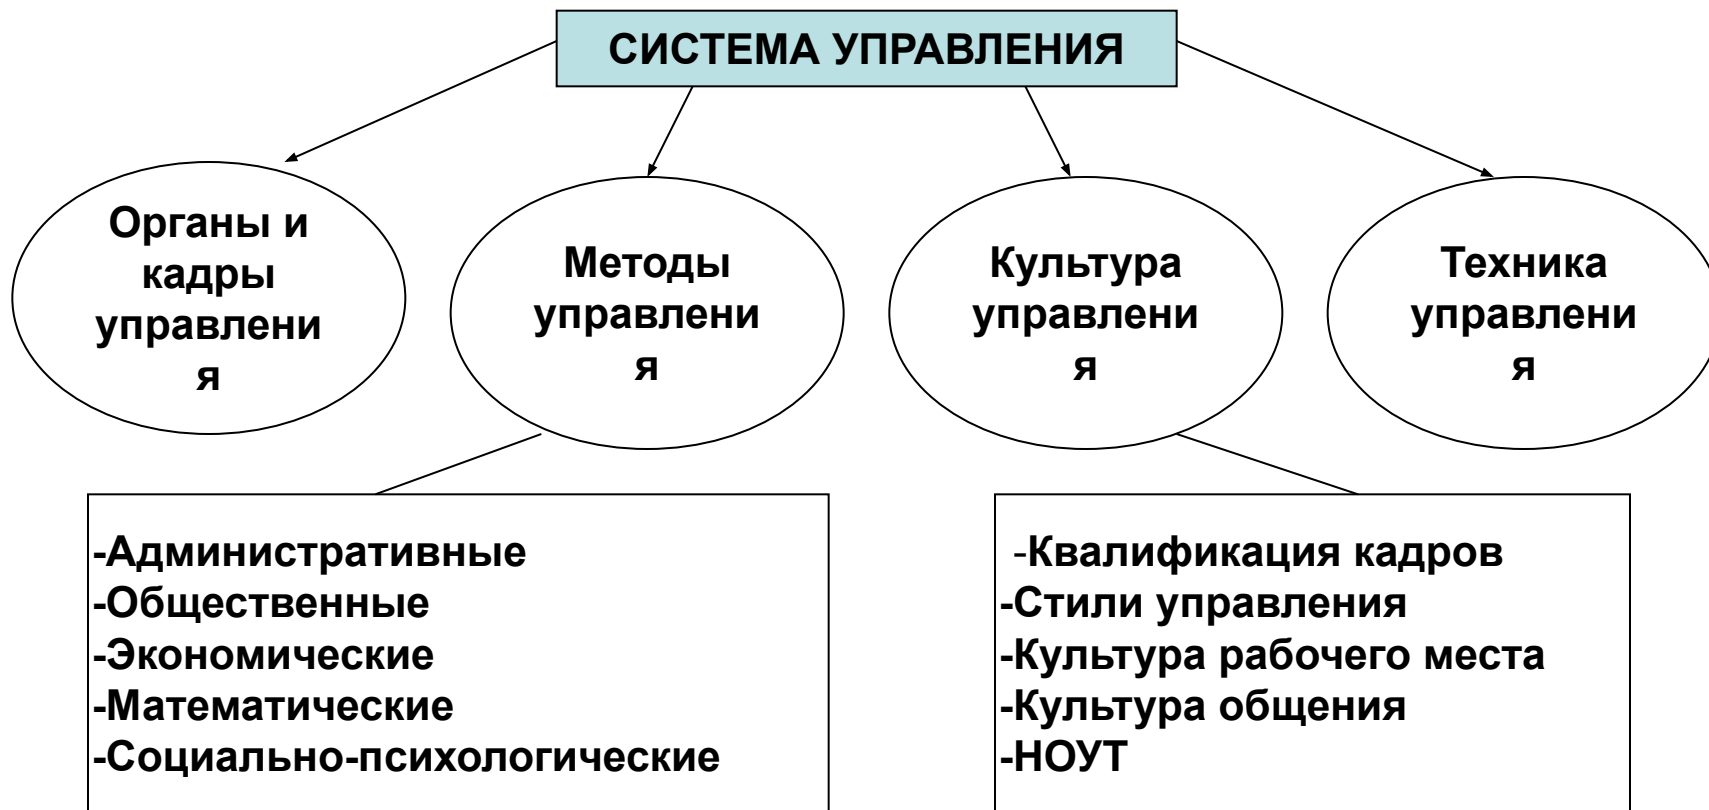 СИСТЕМА УПРАВЛЕНИЯ
Органы и
кадры
управлени
я
Методы
управлени
я
Культура
управлени
я
Техника
управлени
я
-Административные
-Общественные
-Экономические
-Математические
-Социально-психологические
-Квалификация кадров
-Стили управления
-Культура рабочего места
-Культура общения
-НОУТ